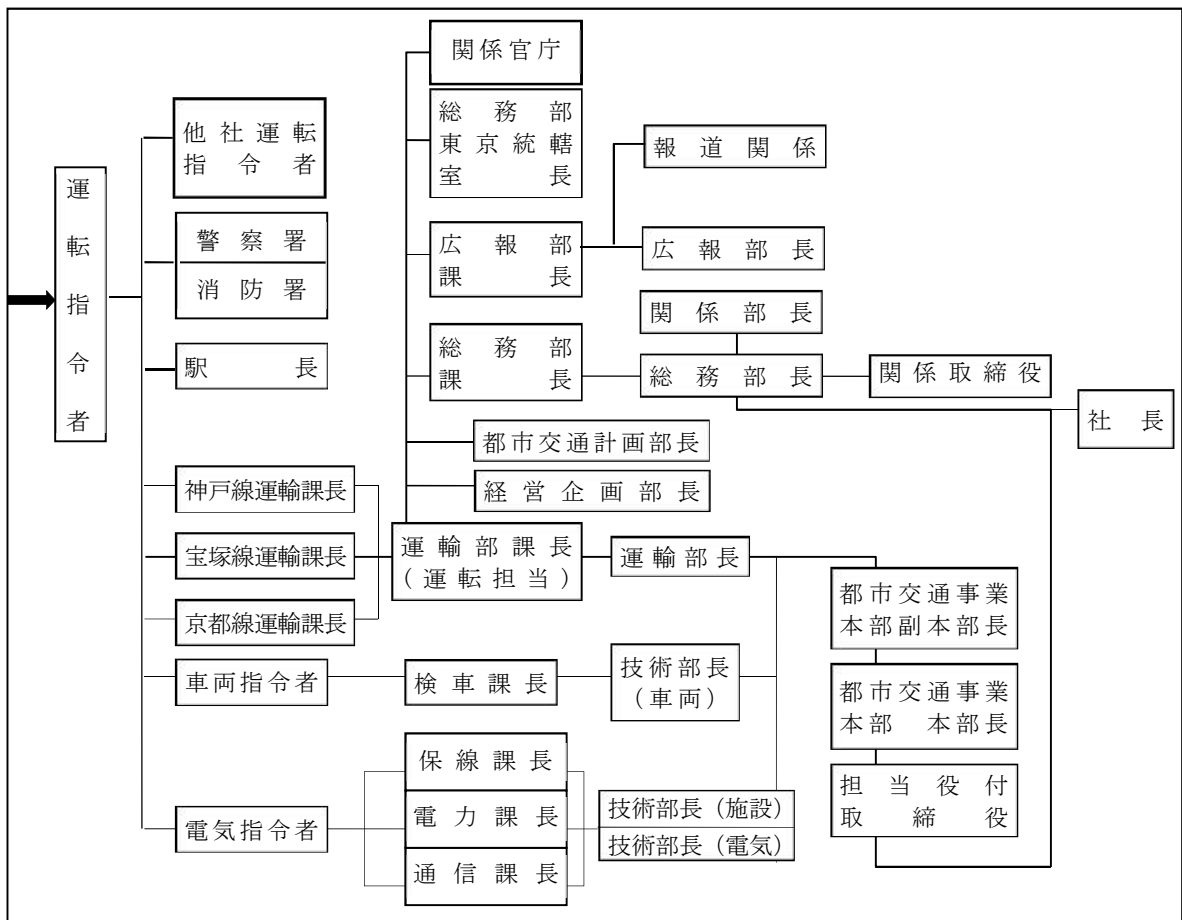 運転指令者
他社運転
指令者
警察署
消防署
駅長
神戸線運輸課長
宝塚線運輸課長
京都線運輸課長
車両指令者
電気指令者
関係官庁
総務部
東京統轄
室長
広報部
課長
総務部
課長
都市交通計画部長
経営企画部長
運輸部課長
(運転担当)
検車課長
保線課長
電力課長
通信課長
報道関係
広報部長
関係部長
総務部長
関係取締役
社長
運輸部長
技術部長
(車両)
技術部長(施設)
技術部長(電気)
都市交通事業
本部副本部長
都市交通事業
本部 本部長
担当役付
取締役